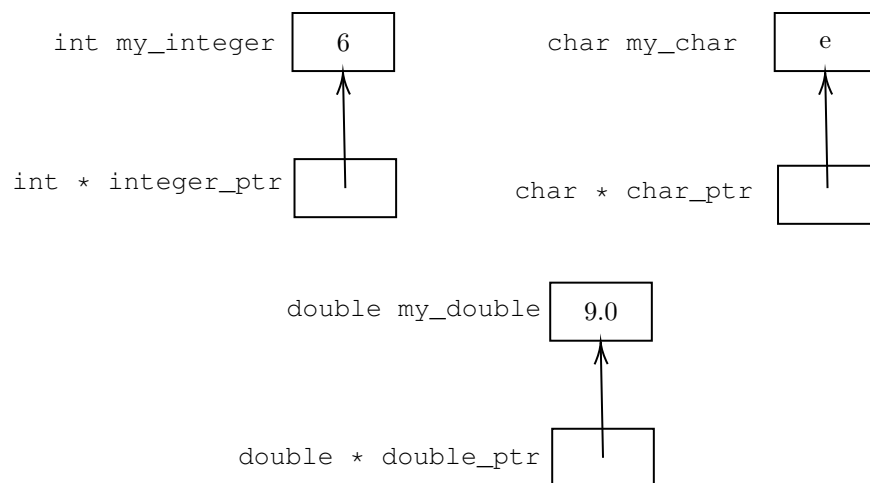 int my_integer 6
char my_char e
int * integer_ptr
char * char_ptr
double my_double 9.0
double * double_ptr